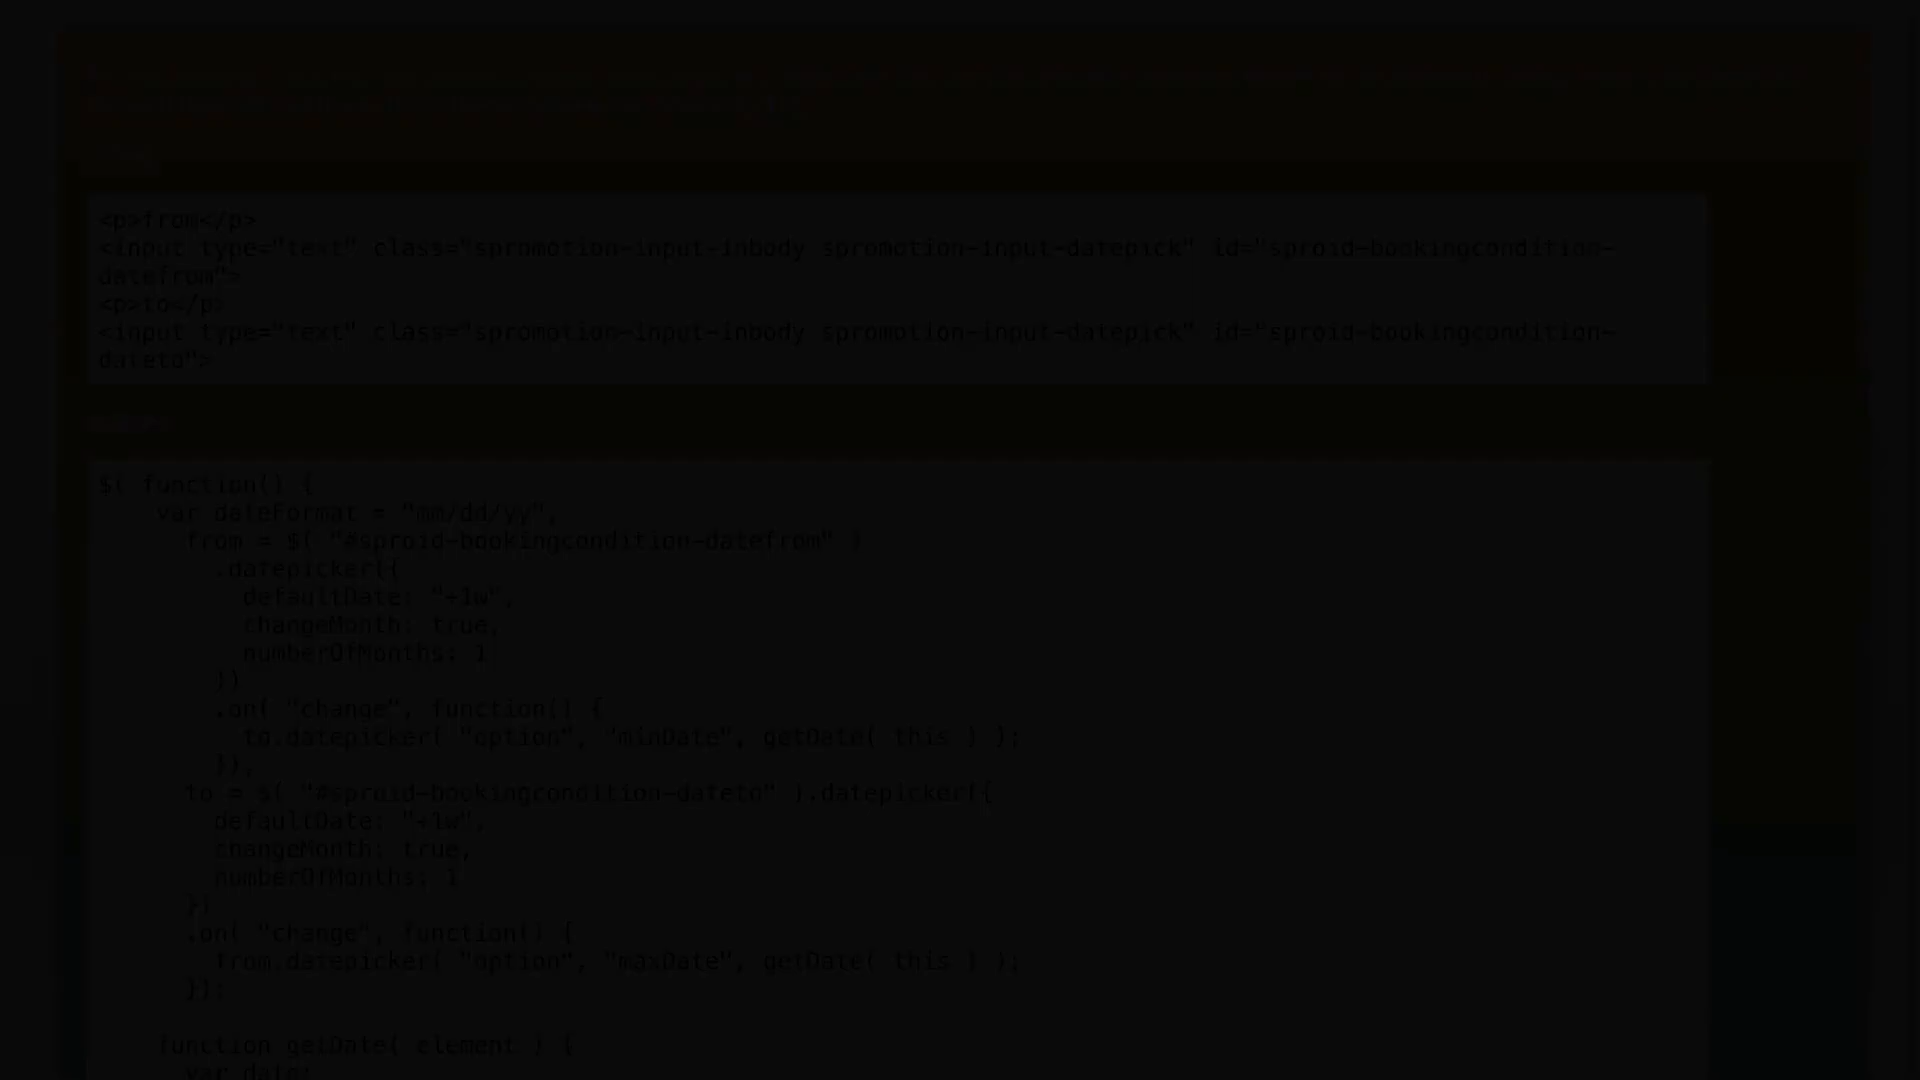 <p>from</p>
<input type="text" class="spromotion-input-inbody spromotion-input-datepick" id="sproid-bookingcondition-
datefrom">
<p>to</p>
<input type="text" class="spromotion-input-inbody spromotion-input-datepick" id="sproid-bookingcondition-
dateto">
$( function() {
var dateFormat = "mm/dd/yy",
from = $( "#sproid-bookingcondition-datefrom" )
.datepicker({
defaultDate: "+1w",
changeMonth: true,
numberOfMonths: 1
})
.on( "change", function() {
to.datepicker( "option", "minDate", getDate( this ) );
}),
to = $( "#sproid-bookingcondition-dateto" ).datepicker({
defaultDate: "+1w",
changeMonth: true,
numberOfMonths: 1
})
.on( "change", function() {
from.datepicker( "option", "maxDate", getDate( this ) );
});
function getDate( element ) {
var date;